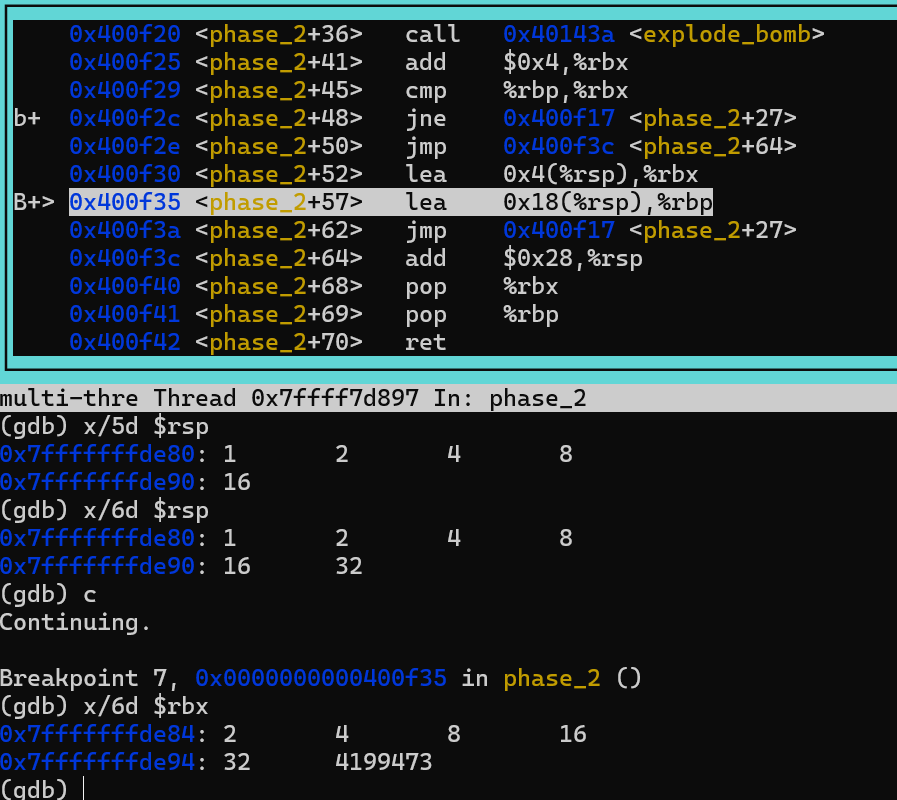 0x400f20 <phase_2+36> call 0x40143a <explode_bomb>
0x400f25 <phase_2+41> add $0x4,%rbx
0x400f29 <phase_2+45> cmp %rbp,%rbx
b+ 0x400f2c <phase_2+48> jne 0x400f17 <phase_2+27>
0x400f2e <phase_2+50> jmp 0x400f3c <phase_2+64>
0x400f30 <phase_2+52> lea 0x4(%rsp),%rbx
B+> 0x400f35 <phase_2+57> lea 0x18(%rsp),%rbp
0x400f3a <phase_2+62> jmp 0x400f17 <phase_2+27>
0x400f3c <phase_2+64> add $0x28,%rsp
0x400f40 <phase_2+68> pop %rbx
0x400f41 <phase_2+69> pop %rbp
0x400f42 <phase_2+70> ret
multi-thre Thread 0x7ffff7d897 In: phase_2
(gdb) x/5d $rsp
0x7fffffffde80: 1 2 4 8
0x7fffffffde90: 16
(gdb) x/6d $rsp
0x7fffffffde80: 1 2 4 8
0x7fffffffde90: 16 32
(gdb) c
Continuing.
Breakpoint 7, 0x0000000000400f35 in phase_2 ()
(gdb) x/6d $rbx
0x7fffffffde84: 2 4 8 16
0x7fffffffde94: 32 4199473
(gdb)